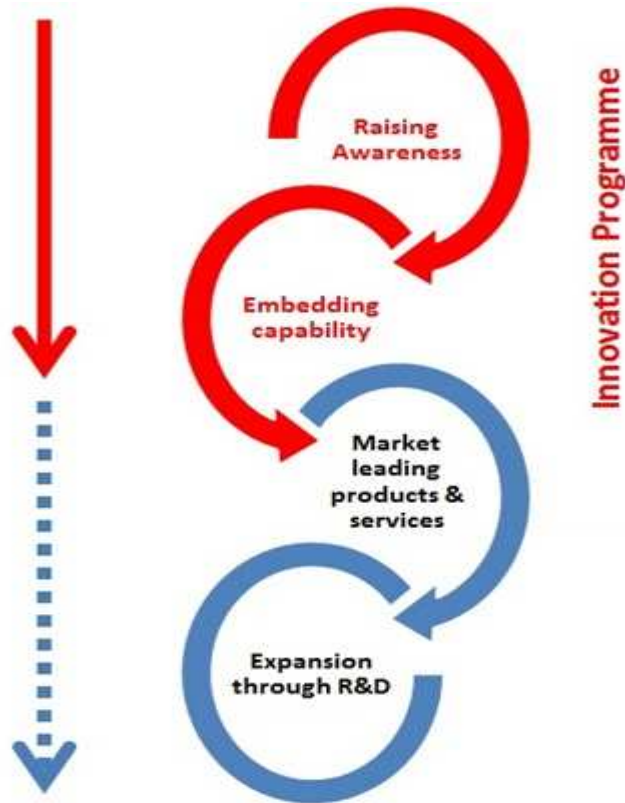 Raising
Awareness
Innovation Programme
Embedding
capability
Market
leading
products &
services
Expansion
through R&D